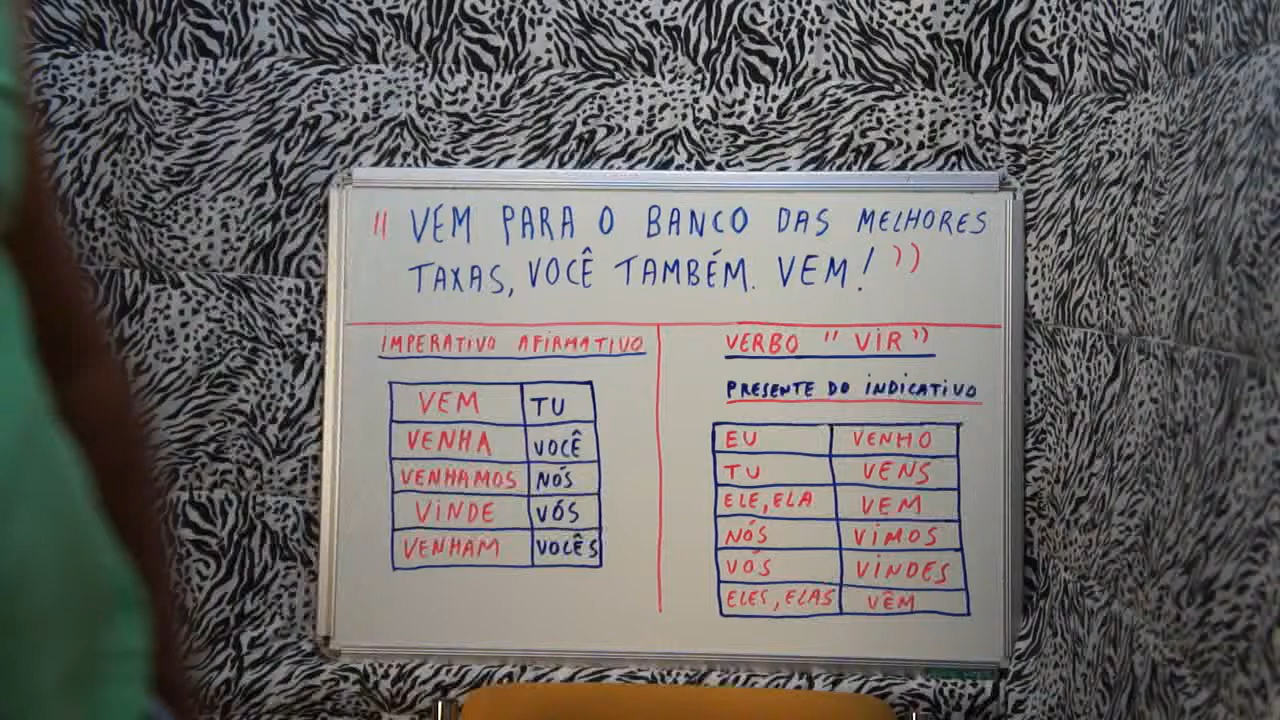 " VEM PARA O BANCO DAS MELHORES
TAXAS, VOCÊ TAMBÉM. VEM! "
IMPERATIVO AFIRMATIVO
VEM TU
VENHA VOCÊ
VENHAMOS NÓS
VINDE VÓS
VENHAM VOCÊS
VERBO " VIR "
PRESENTE DO INDICATIVO
EU VENHO
TU VENS
ELE, ELA VEM
NÓS VIMOS
VÓS VINDES
ELES, ELAS VÊM